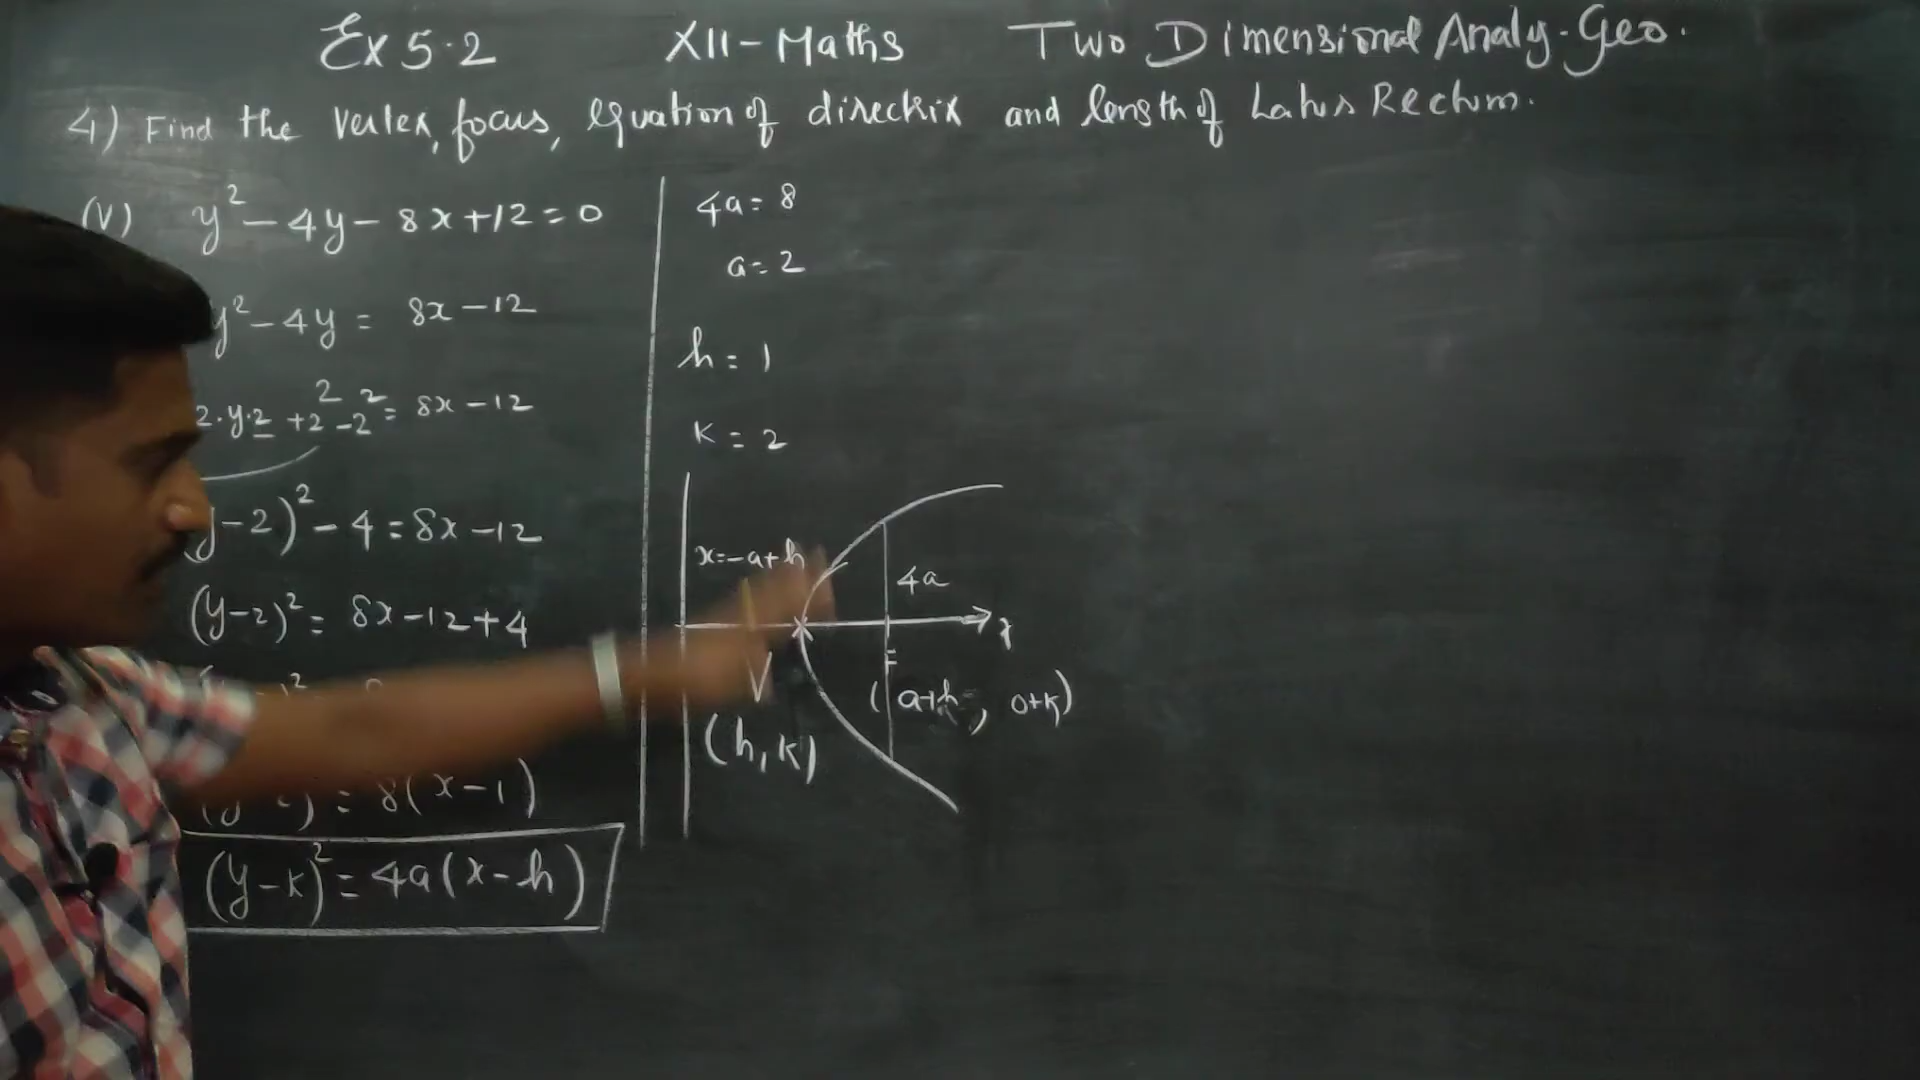 Ex 5.2 XII - Maths Two Dimensional Analy. Geo.
4) Find the vertex, focus, equation of directrix and length of Latus Rectum.
(V) y² - 4y - 8x + 12 = 0
y² - 4y = 8x - 12
2.y.2 + 2² - 2² = 8x - 12
y - 2)² - 4 = 8x - 12
(y - 2)² = 8x - 12 + 4
= 8(x - 1)
(y - k)² = 4a(x - h)
4a = 8
a = 2
h = 1
k = 2
x = -a + h
4a
V
(h, k)
(a+h, 0+k)